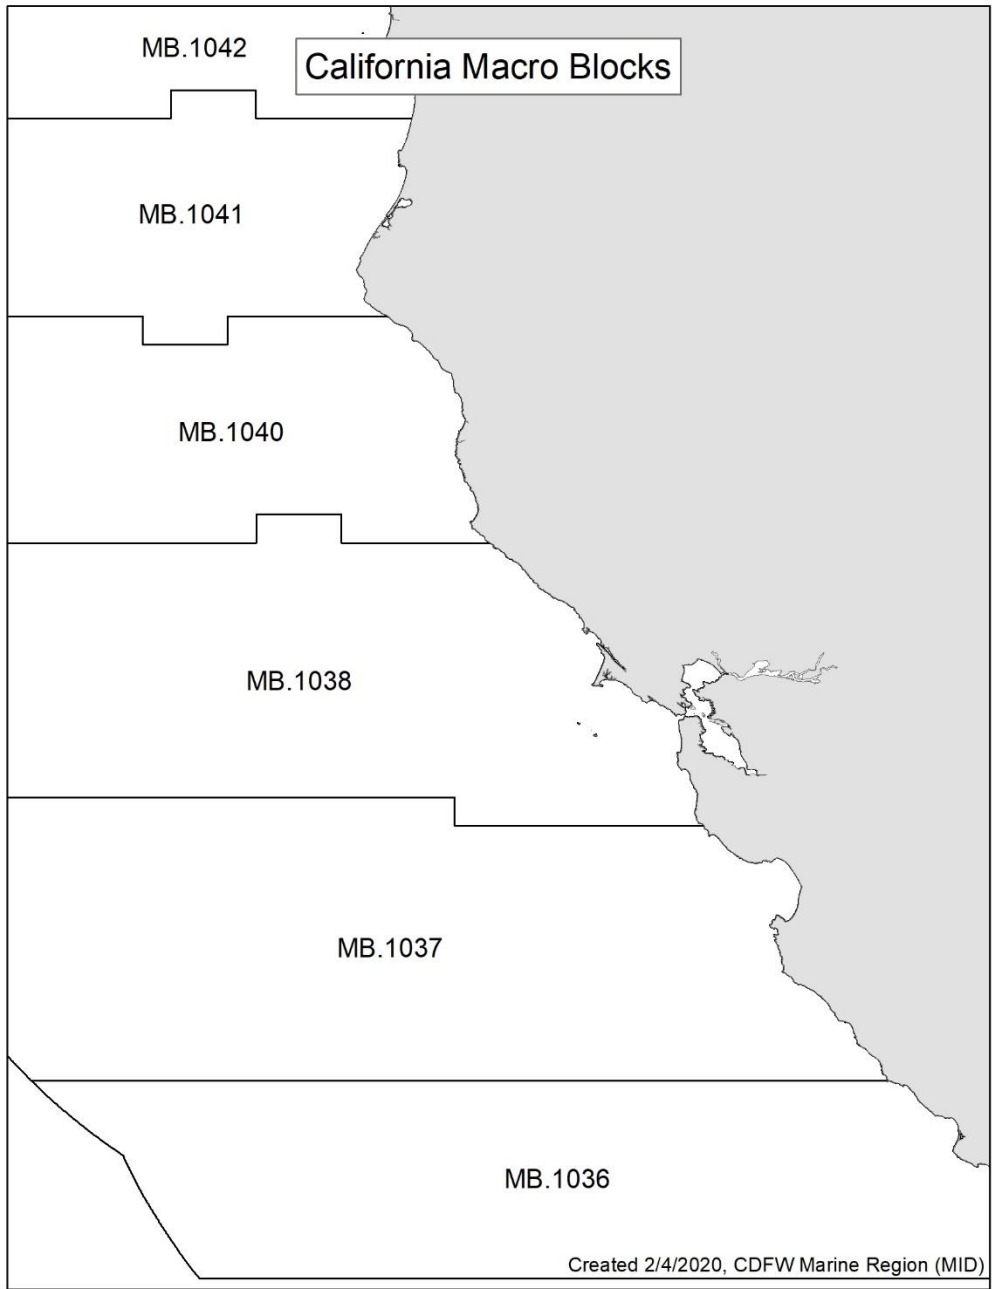 MB.1042
California Macro Blocks
MB.1041
MB.1040
MB.1038
MB.1037
MB.1036
Created 2/4/2020, CDFW Marine Region (MID)